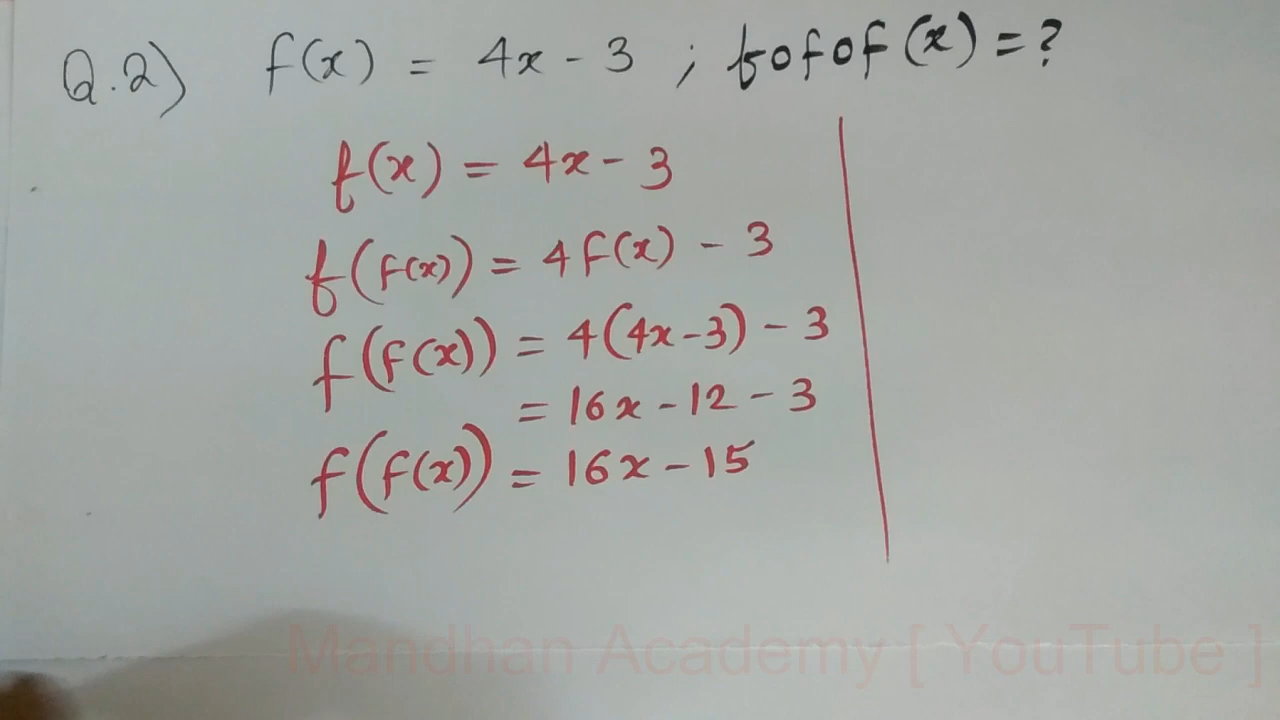 Q.2) f(x) = 4x - 3 ; fofof(x) = ?
f(x) = 4x - 3
f(f(x)) = 4f(x) - 3
f(f(x)) = 4(4x-3) - 3
= 16x - 12 - 3
f(f(x)) = 16x - 15
Mandhan Academy [ YouTube ]